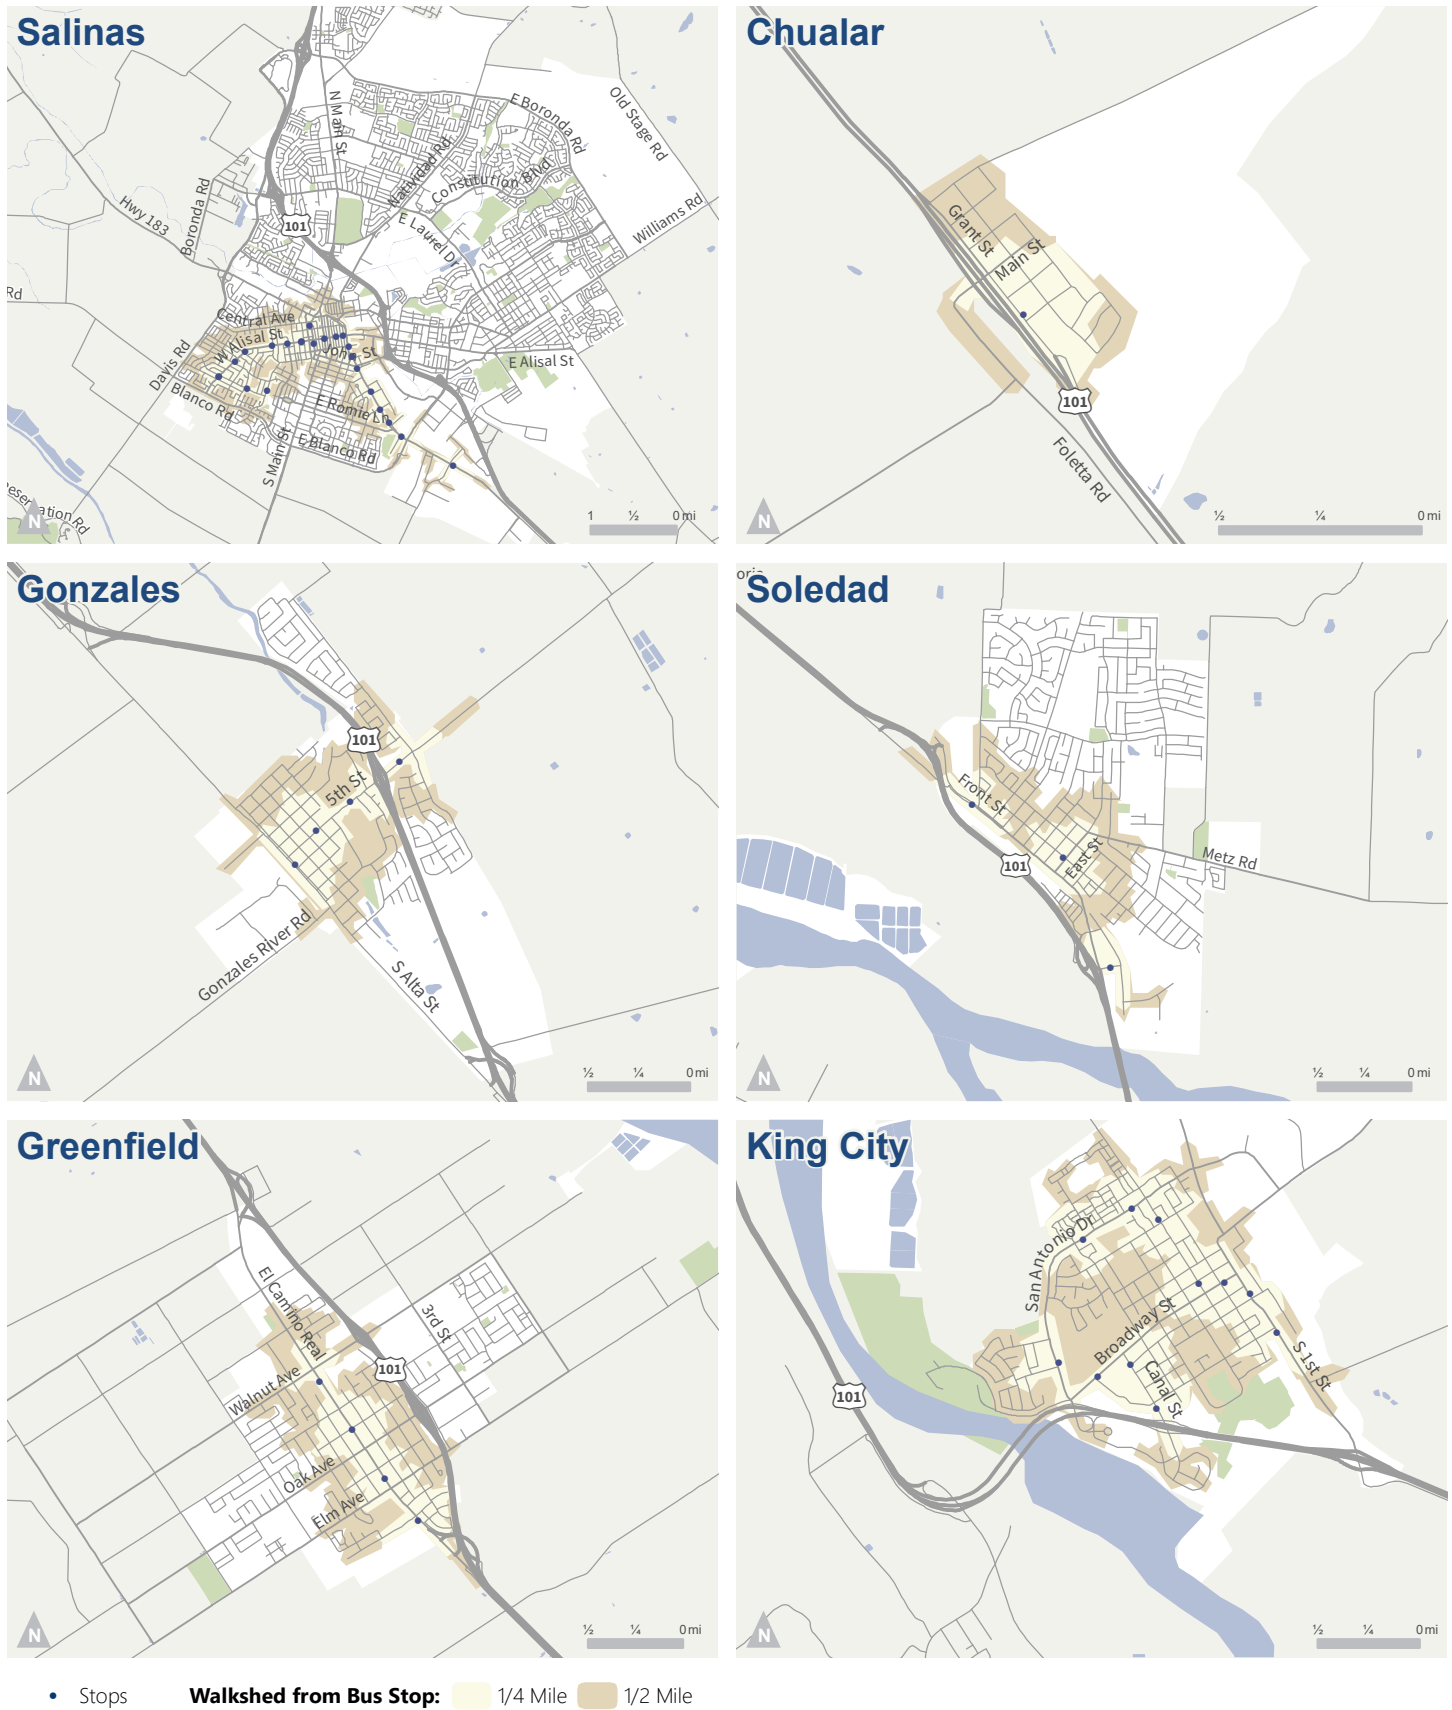 Salinas
N Main St
E Boronda Rd
Old Stage Rd
Natividad Rd
Constitution Blvd
Boronda Rd
Hwy 183
101
E Laurel Dr
Williams Rd
Rd
Central Ave
W Alisal St
John St
Davis Rd
E Alisal St
Blanco Rd
E Romie Ln
S Main St
E Blanco Rd
N
1 ½ 0 mi
Chualar
Grant St
Main St
101
Foletta Rd
N
½ ¼ 0 mi
Gonzales
101
5th St
Gonzales River Rd
S Alta St
N
½ ¼ 0 mi
Soledad
Front St
101
East St
Metz Rd
N
½ ¼ 0 mi
Greenfield
El Camino Real
3rd St
101
Walnut Ave
Oak Ave
Elm Ave
N
½ ¼ 0 mi
King City
San Antonio Dr
Broadway St
Canal St
S 1st St
101
N
½ ¼ 0 mi
Stops
Walkshed from Bus Stop: 1/4 Mile 1/2 Mile